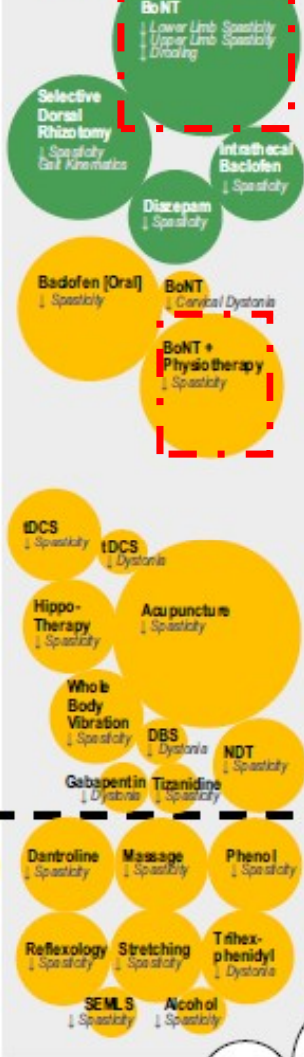 BoNT
↓ Lower Limb Spasticity
↓ Upper Limb Spasticity
↓ Drooling
Selective
Dorsal
Rhizotomy
↓ Spasticity
Gait Kinematics
Intrathecal
Baclofen
↓ Spasticity
Diazepam
↓ Spasticity
Baclofen [Oral]
↓ Spasticity
BoNT
↓ Cervical Dystonia
BoNT +
Physiotherapy
↓ Spasticity
tDCS
↓ Spasticity
tDCS
↓ Dystonia
Hippo-
Therapy
↓ Spasticity
Acupuncture
↓ Spasticity
Whole
Body
Vibration
↓ Spasticity
DBS
↓ Dystonia
NDT
↓ Spasticity
Gabapentin
↓ Dystonia
Tizanidine
↓ Spasticity
Dantroline
↓ Spasticity
Massage
↓ Spasticity
Phenol
↓ Spasticity
Reflexology
↓ Spasticity
Stretching
↓ Spasticity
Trihex-
phenidyl
↓ Dystonia
SEMLS
↓ Spasticity
Alcohol
↓ Spasticity